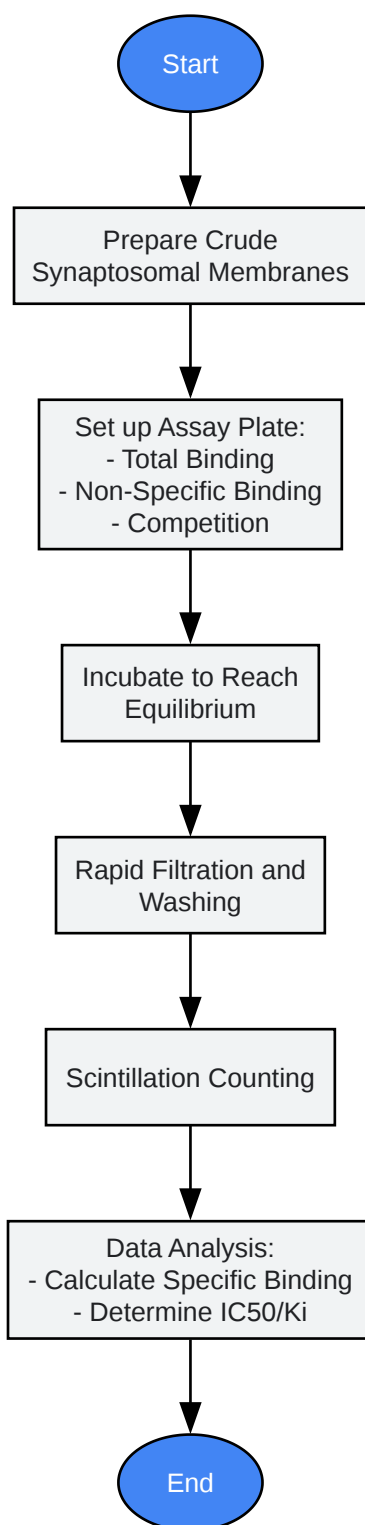 Start
Prepare Crude
Synaptosomal Membranes
Set up Assay Plate:
- Total Binding
- Non-Specific Binding
- Competition
Incubate to Reach
Equilibrium
Rapid Filtration and
Washing
Scintillation Counting
Data Analysis:
- Calculate Specific Binding
- Determine IC50/Ki
End